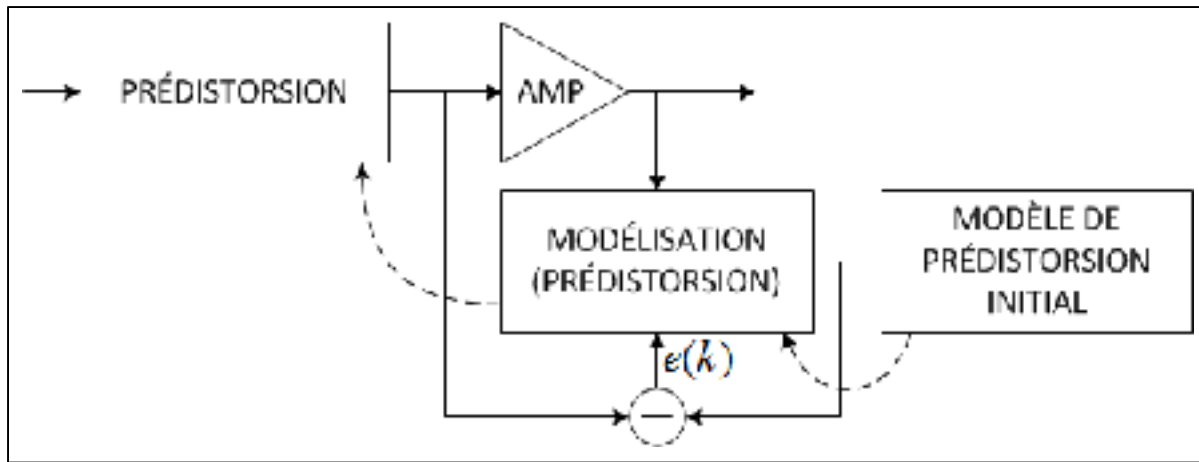 PRÉDISTORSION
AMP
MODÉLISATION
(PRÉDISTORSION)
MODÈLE DE
PRÉDISTORSION
INITIAL
e(k)